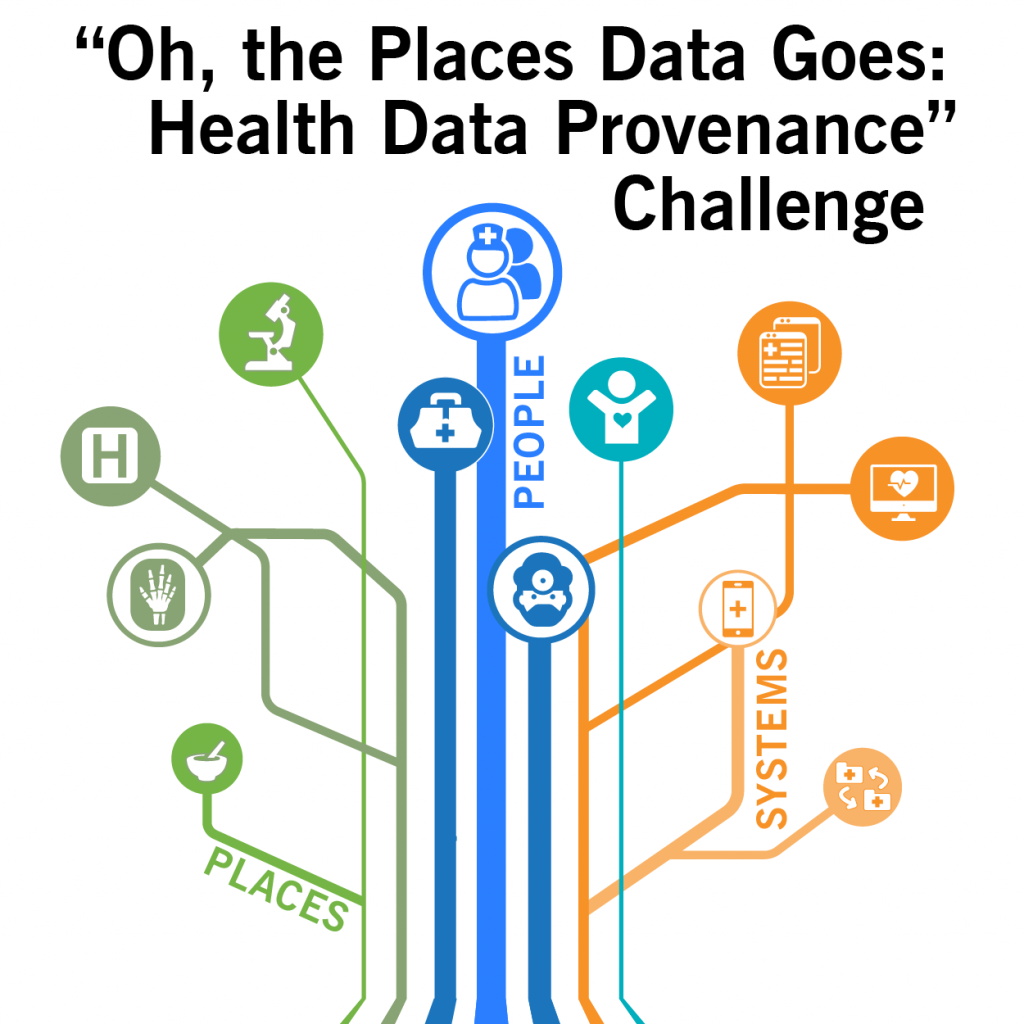 “Oh, the Places Data Goes:
Health Data Provenance”
Challenge
PEOPLE
H
SYSTEMS
PLACES